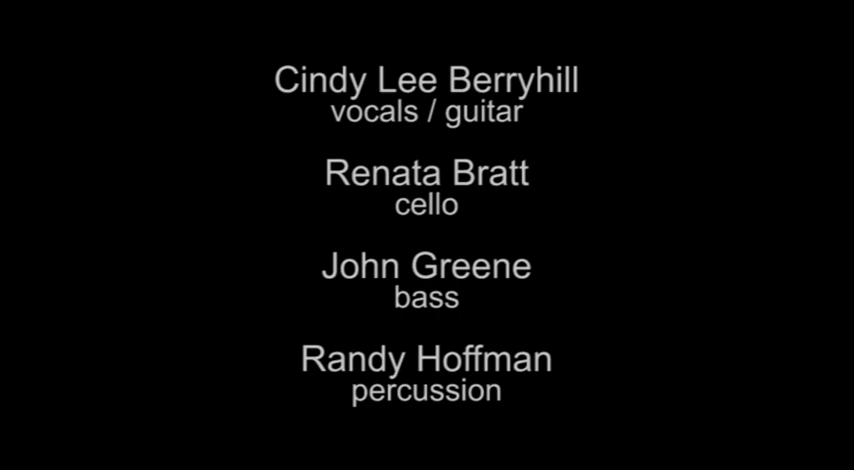 Cindy Lee Berryhill
vocals / guitar
Renata Bratt
cello
John Greene
bass
Randy Hoffman
percussion